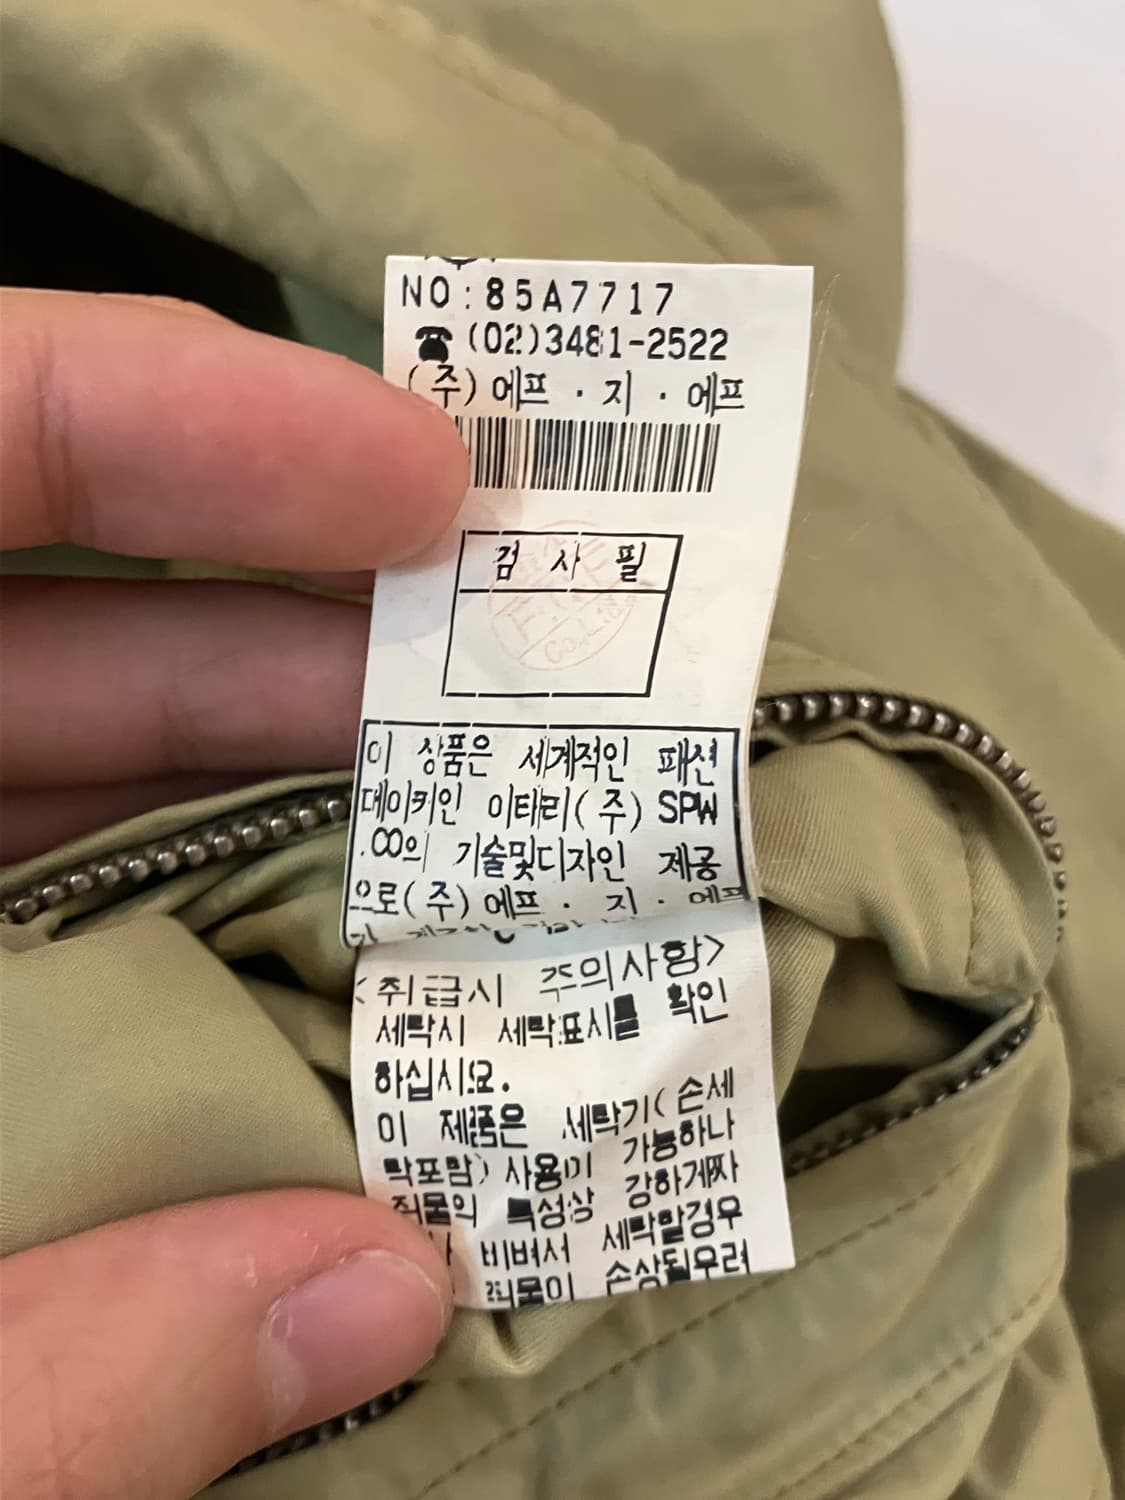 NO:85A7717
☎(02)3481-2522
(주)에프·지·에프
검 사 필
Co.,Ltd
이 상품은 세계적인 패션
메이커인 이타리(주) SPW
.CO의 기술및디자인 제공
으로(주)에프·지·에프
<취급시 주의사항>
세탁시 세탁표시를 확인
하십시요.
이 제품은 세탁기(손세
탁포함)사용이 가능하나
직물의 특성상 강하게짜
비벼서 세탁할경우
직물이 손상될우려